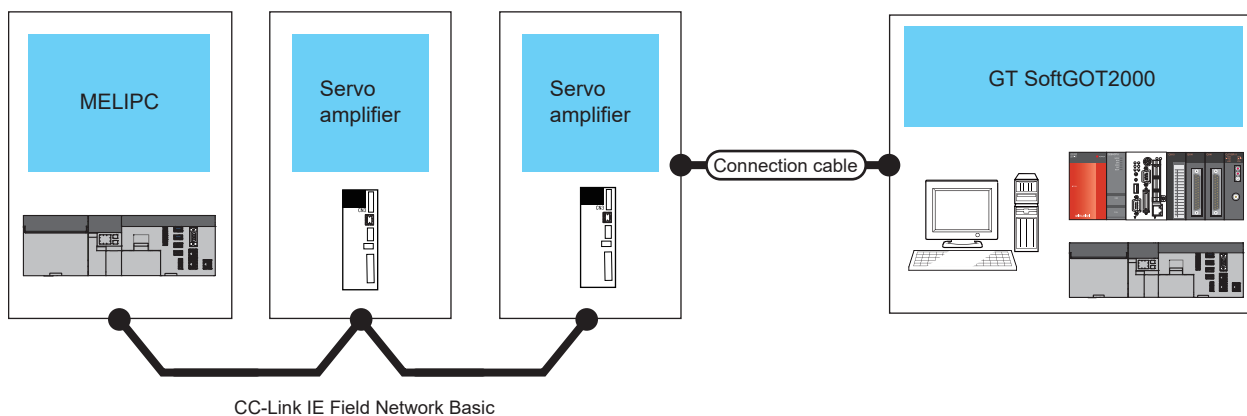 MELIPC
Servo
amplifier
Servo
amplifier
Connection cable
GT SoftGOT2000
CC-Link IE Field Network Basic